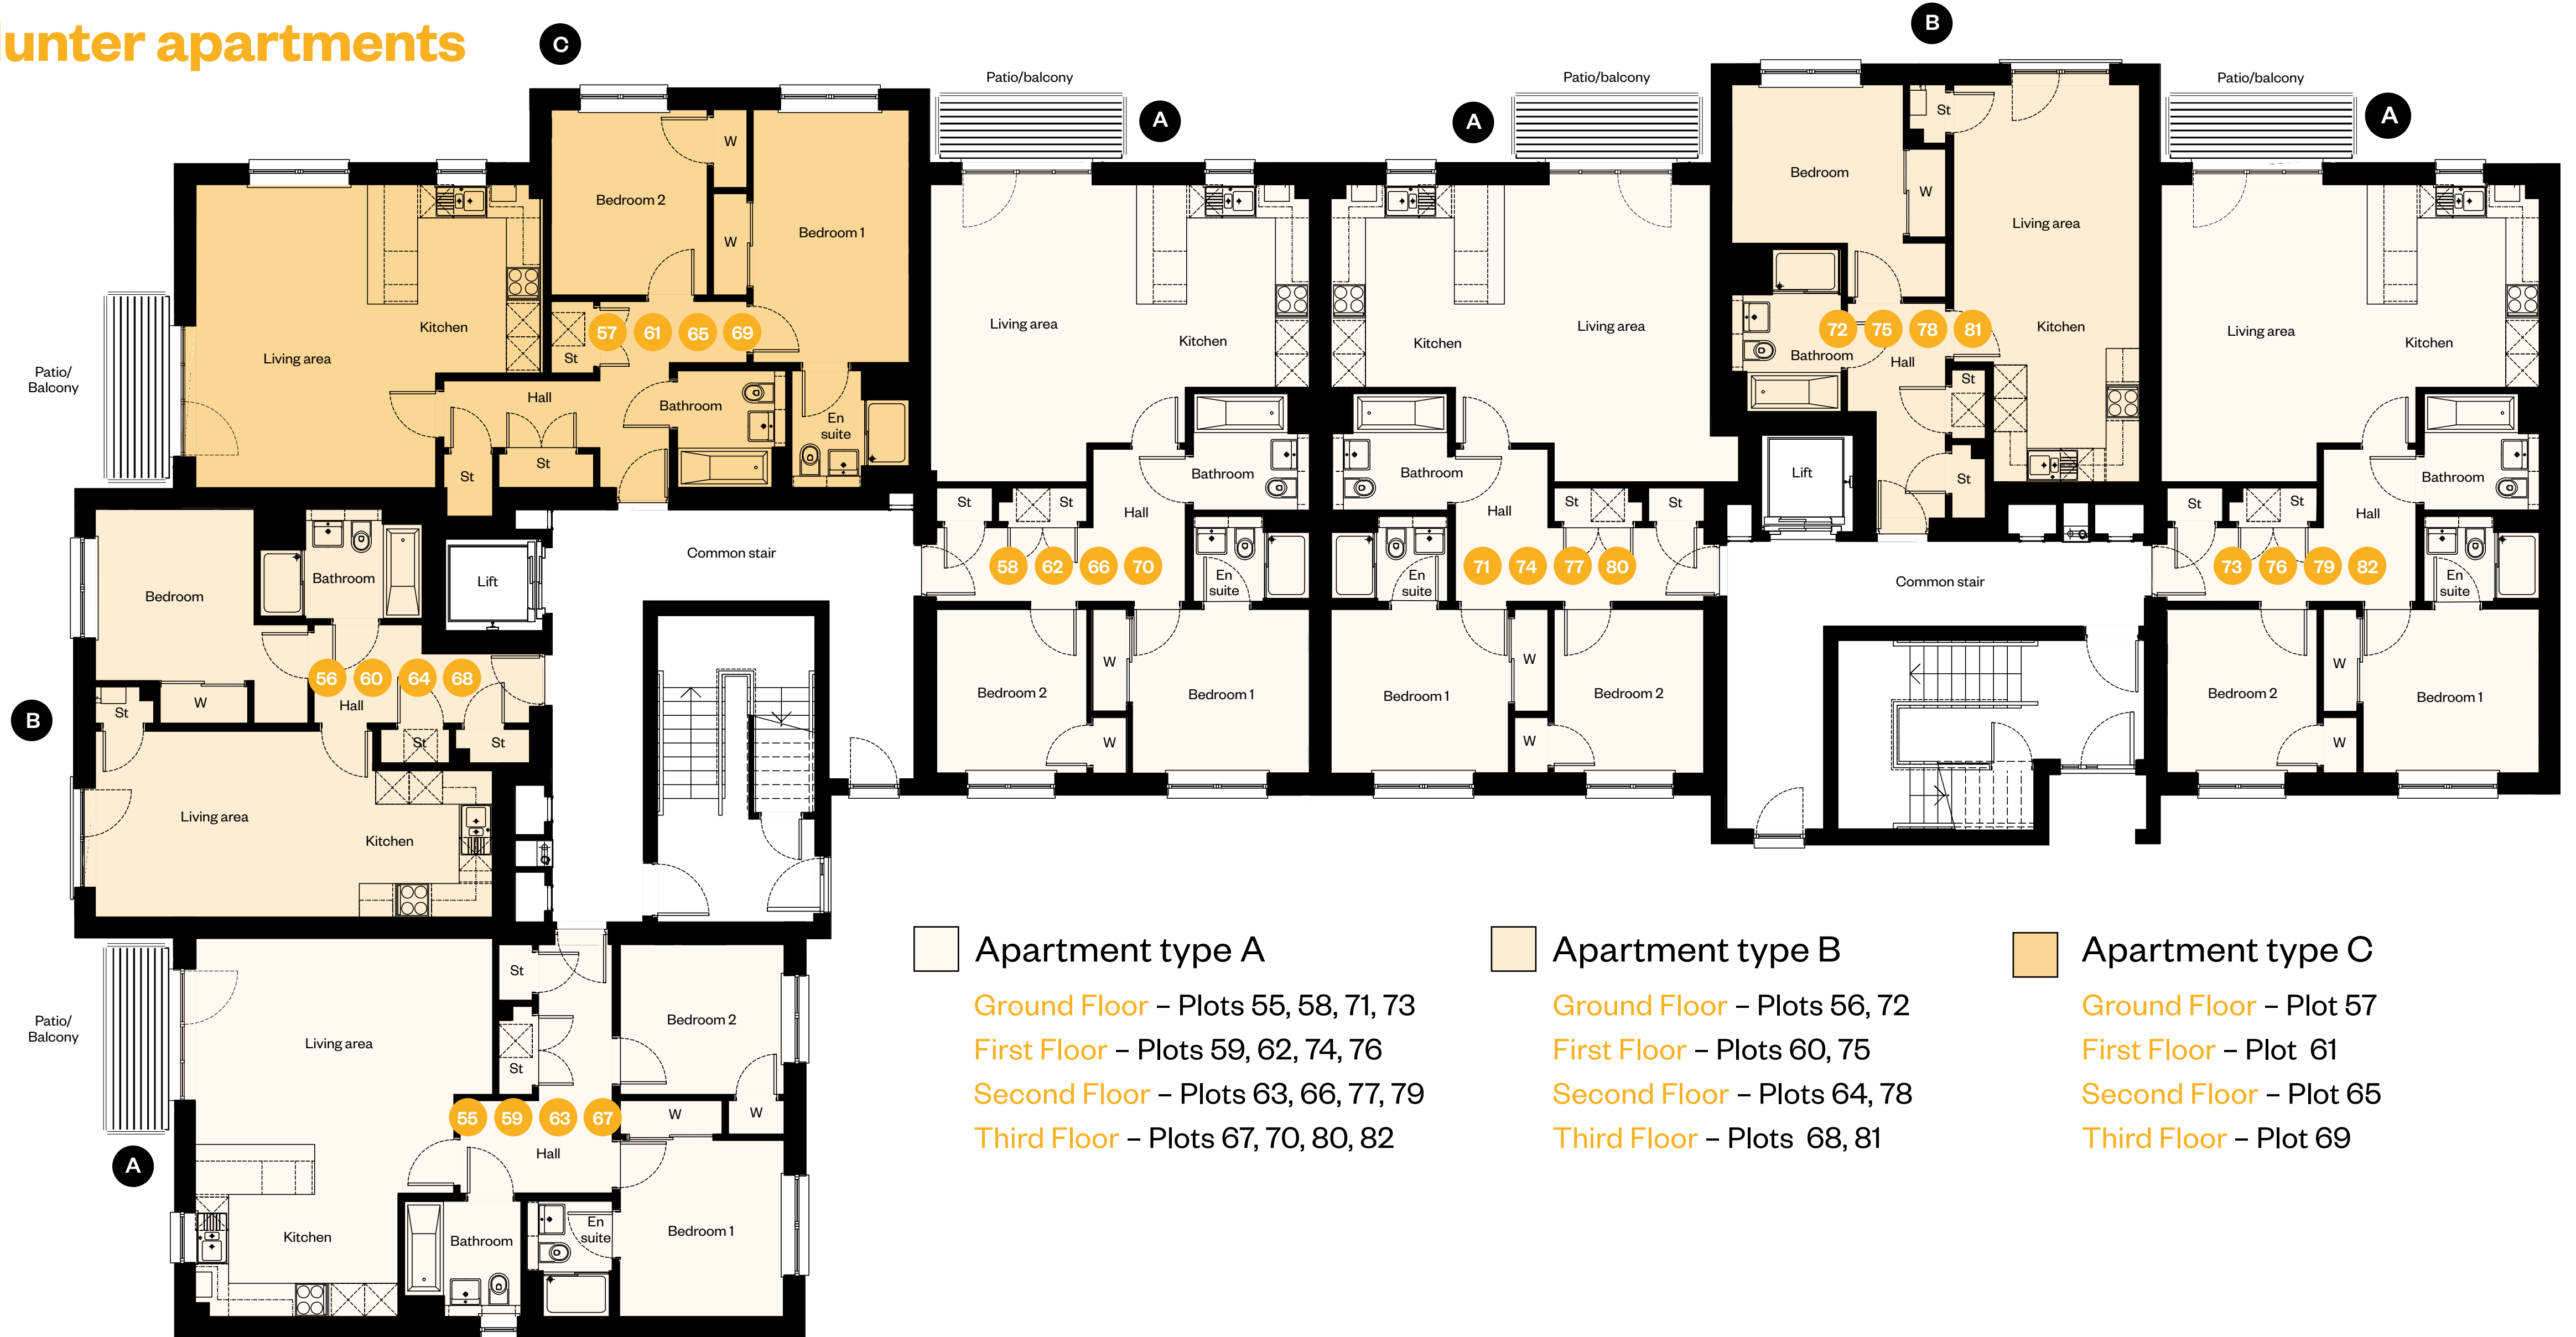 unter apartments
C
B
Patio/balcony
Patio/balcony
Patio/balcony
A
A
A
St
W
Bedroom
W
Bedroom 2
Living area
W
Bedroom 1
Living area
Kitchen
Living area
Kitchen
Living area
Kitchen
Living area
Kitchen
Kitchen
Living area
Kitchen
57 61 65 69
72 75 78 81
St
Bathroom
Hall
Patio/
Balcony
Hall
Bathroom
En
suite
St
St
St
St
Bathroom
Bathroom
Lift
Bathroom
St
St
Hall
Hall
St
St
St
St
Hall
Common stair
Common stair
58 62 66 70
71 74 77 80
73 76 79 82
En
suite
En
suite
En
suite
Bathroom
Lift
Bedroom
56 60 64 68
Hall
W
St
St
St
B
W
W
W
Bedroom 2
Bedroom 1
Bedroom 1
Bedroom 2
Bedroom 2
Bedroom 1
W
W
W
Living area
Kitchen
Apartment type A
Ground Floor – Plots 55, 58, 71, 73
First Floor – Plots 59, 62, 74, 76
Second Floor – Plots 63, 66, 77, 79
Third Floor – Plots 67, 70, 80, 82
Apartment type B
Ground Floor – Plots 56, 72
First Floor – Plots 60, 75
Second Floor – Plots 64, 78
Third Floor – Plots 68, 81
Apartment type C
Ground Floor – Plot 57
First Floor – Plot 61
Second Floor – Plot 65
Third Floor – Plot 69
St
Patio/
Balcony
Living area
Bedroom 2
St
55 59 63 67
W
W
Hall
A
Kitchen
Bathroom
En
suite
Bedroom 1